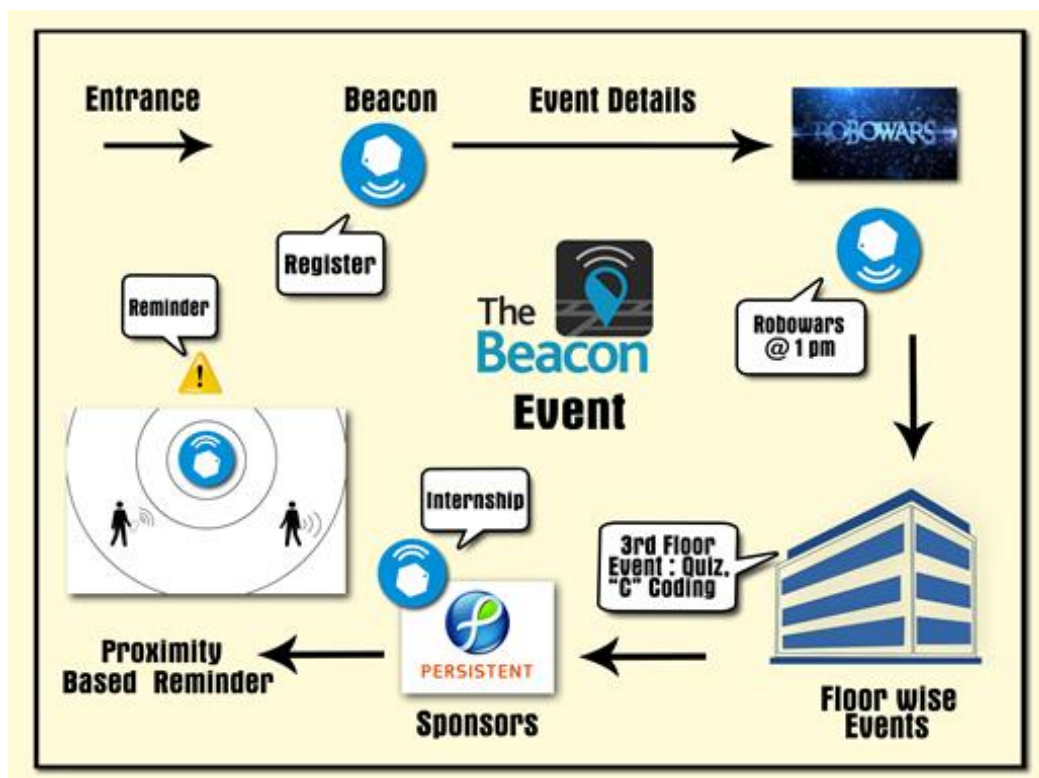 Entrance
Beacon
Event Details
ROBOWARS
Register
Reminder
The
Beacon
Event
Robowars
@ 1 pm
Internship
3rd Floor
Event : Quiz,
"C" Coding
PERSISTENT
Sponsors
Proximity
Based Reminder
Floor wise
Events